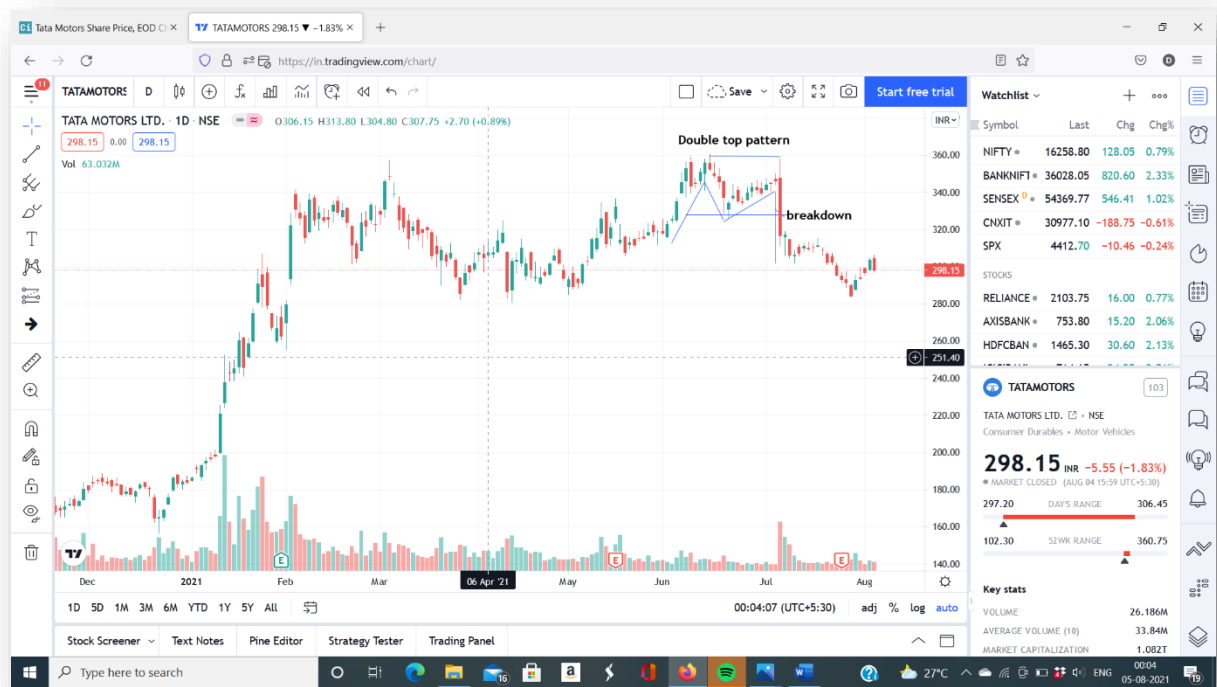 Tata Motors Share Price, EOD C
TATAMOTORS 298.15 ▼ −1.83%
https://in.tradingview.com/chart/
11
TATAMOTORS D
Save
Start free trial
TATA MOTORS LTD. · 1D · NSE O306.15 H313.80 L304.80 C307.75 +2.70 (+0.89%)
298.15 0.00 298.15
Vol 63.032M
INR
Double top pattern
breakdown
360.00
340.00
320.00
298.15
280.00
260.00
251.40
240.00
220.00
200.00
180.00
160.00
140.00
E E E
Dec 2021 Feb Mar 06 Apr '21 May Jun Jul Aug
1D 5D 1M 3M 6M YTD 1Y 5Y All
00:04:07 (UTC+5:30) adj % log auto
Stock Screener Text Notes Pine Editor Strategy Tester Trading Panel
Watchlist
Symbol Last Chg Chg%
NIFTY 16258.80 128.05 0.79%
BANKNIFT 36028.05 820.60 2.33%
SENSEX D 54369.77 546.41 1.02%
CNXIT 30977.10 −188.75 −0.61%
SPX 4412.70 −10.46 −0.24%
STOCKS
RELIANCE 2103.75 16.00 0.77%
AXISBANK 753.80 15.20 2.06%
HDFCBAN 1465.30 30.60 2.13%
TATAMOTORS 103
TATA MOTORS LTD. · NSE
Consumer Durables • Motor Vehicles
298.15 INR −5.55 (−1.83%)
MARKET CLOSED (AUG 04 15:59 UTC+5:30)
297.20 DAY'S RANGE 306.45
102.30 52WK RANGE 360.75
Key stats
VOLUME 26.186M
AVERAGE VOLUME (10) 33.84M
MARKET CAPITALIZATION 1.082T
Type here to search
16
27°C ENG
00:04
05-08-2021
19